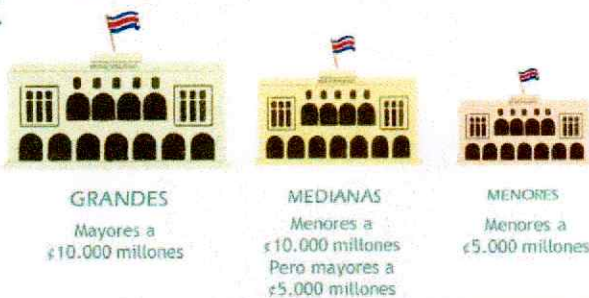 GRANDES
Mayores a
¢10.000 millones
MEDIANAS
Menores a
¢10.000 millones
Pero mayores a
¢5.000 millones
MENORES
Menores a
¢5.000 millones